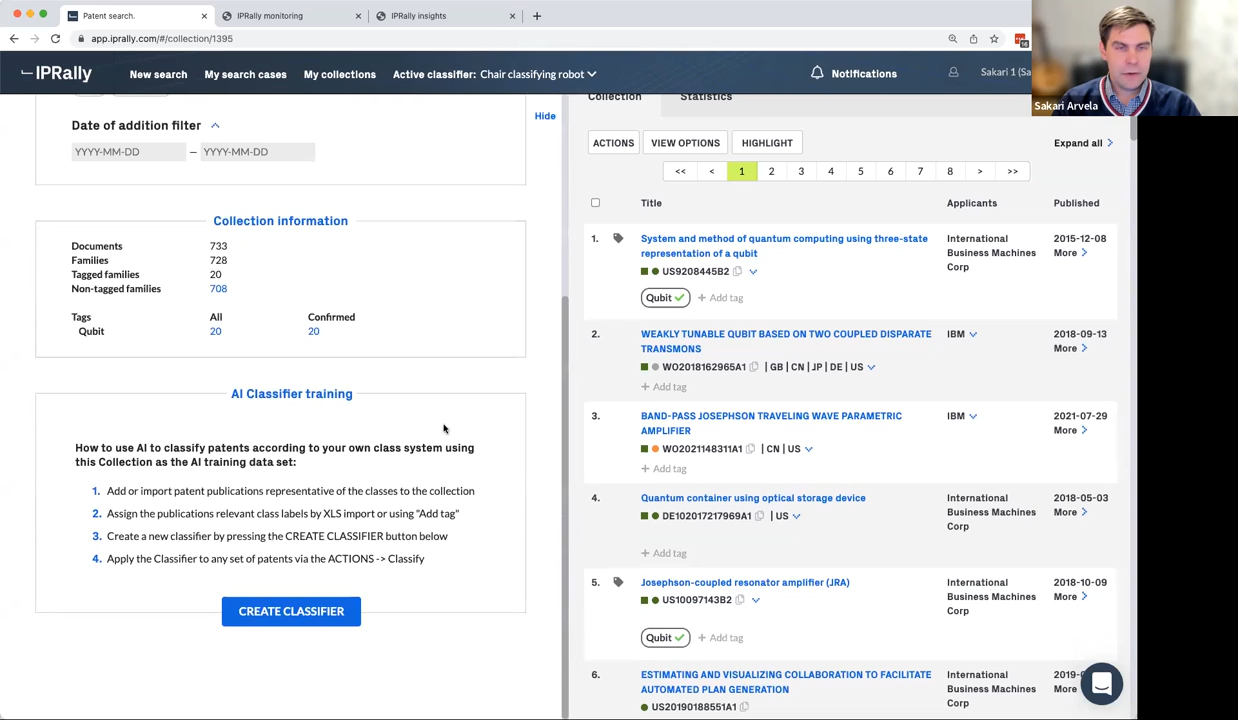 Patent search.
IPRally monitoring
IPRally insights
app.iprally.com/#/collection/1395
IPRally
New search
My search cases
My collections
Active classifier: Chair classifying robot
Notifications
Sakari 1 (Sa
Sakari Arvela
Hide
Date of addition filter
YYYY-MM-DD – YYYY-MM-DD
Collection information
Documents 733
Families 728
Tagged families 20
Non-tagged families 708
Tags All Confirmed
Qubit 20 20
AI Classifier training
How to use AI to classify patents according to your own class system using
this Collection as the AI training data set:
1. Add or import patent publications representative of the classes to the collection
2. Assign the publications relevant class labels by XLS import or using "Add tag"
3. Create a new classifier by pressing the CREATE CLASSIFIER button below
4. Apply the Classifier to any set of patents via the ACTIONS -> Classify
CREATE CLASSIFIER
Collection Statistics
ACTIONS VIEW OPTIONS HIGHLIGHT Expand all >
<< < 1 2 3 4 5 6 7 8 > >>
Title Applicants Published
1. System and method of quantum computing using three-state
representation of a qubit
US9208445B2
Qubit + Add tag
International
Business Machines
Corp
2015-12-08
More >
2. WEAKLY TUNABLE QUBIT BASED ON TWO COUPLED DISPARATE
TRANSMONS
WO2018162965A1 | GB | CN | JP | DE | US
+ Add tag
IBM
2018-09-13
More >
3. BAND-PASS JOSEPHSON TRAVELING WAVE PARAMETRIC
AMPLIFIER
WO2021148311A1 | CN | US
+ Add tag
IBM
2021-07-29
More >
4. Quantum container using optical storage device
DE102017217969A1 | US
+ Add tag
International
Business Machines
Corp
2018-05-03
More >
5. Josephson-coupled resonator amplifier (JRA)
US10097143B2
Qubit + Add tag
International
Business Machines
Corp
2018-10-09
More >
6. ESTIMATING AND VISUALIZING COLLABORATION TO FACILITATE
AUTOMATED PLAN GENERATION
US20190188551A1
International
Business Machines
Corp
2019-0
More